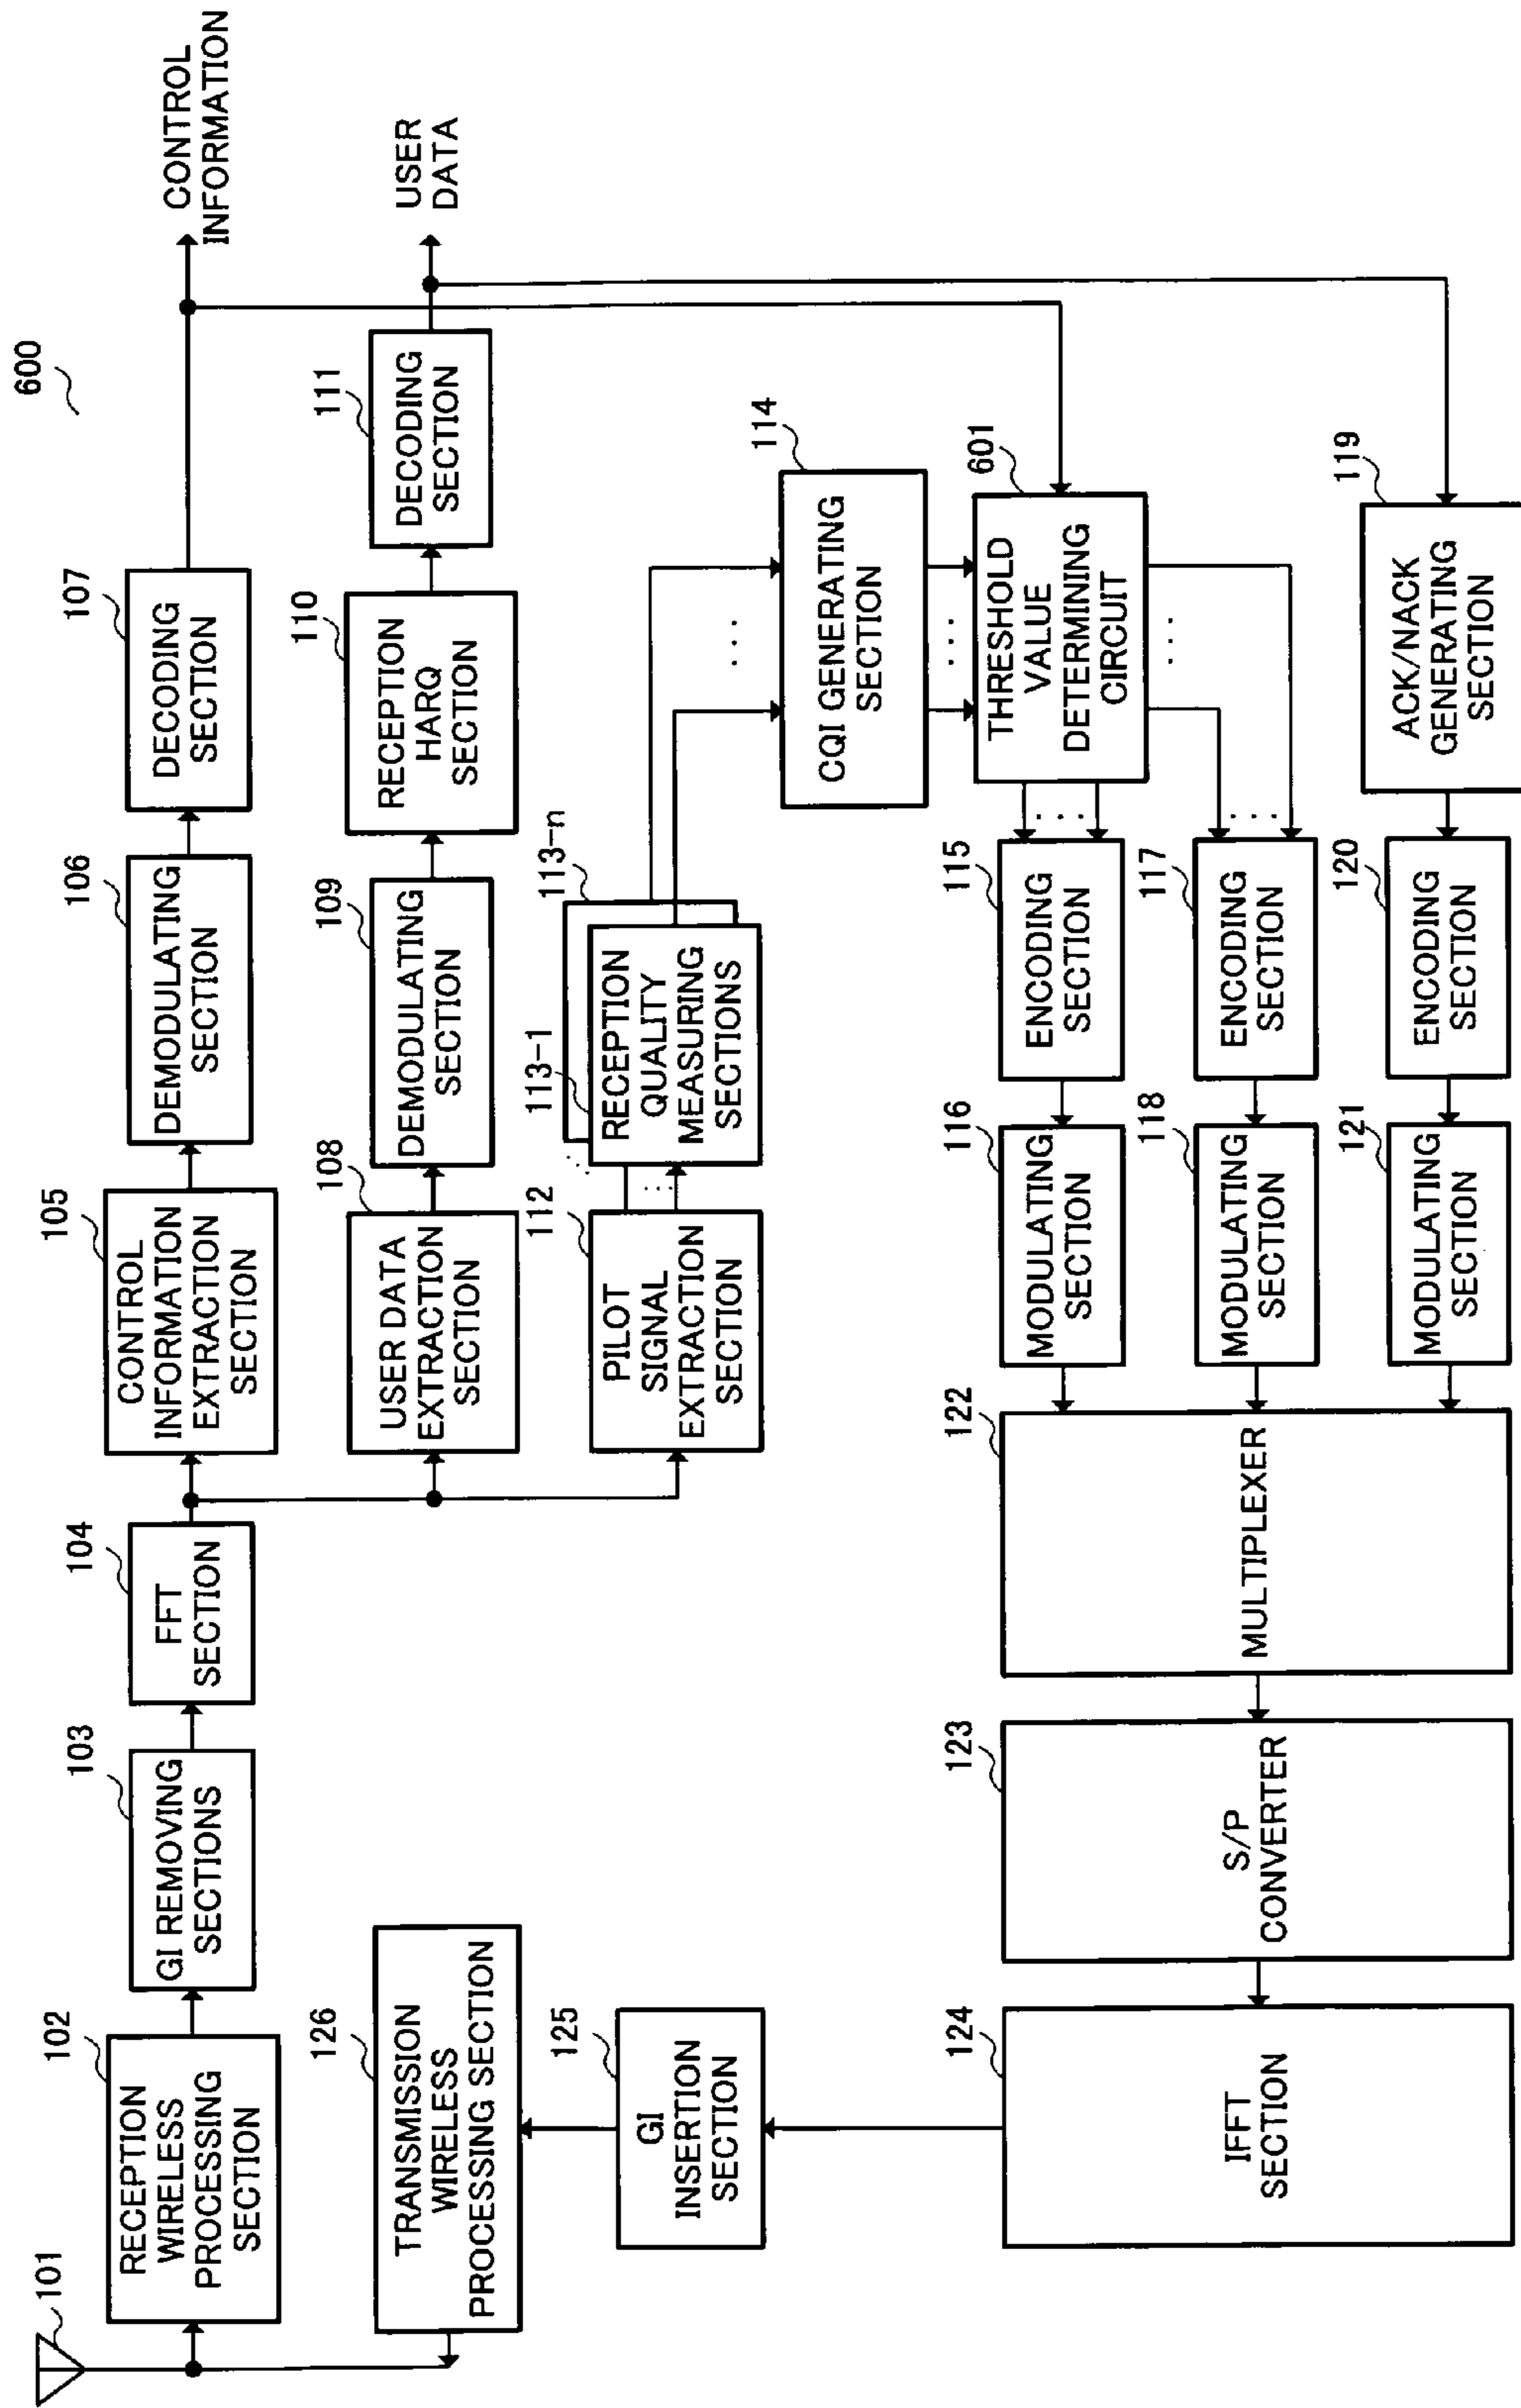 600
101
102
RECEPTION
WIRELESS
PROCESSING
SECTION
103
GI REMOVING
SECTIONS
104
FFT
SECTION
105
CONTROL
INFORMATION
EXTRACTION
SECTION
106
DEMODULATING
SECTION
107
DECODING
SECTION
CONTROL
INFORMATION
108
USER DATA
EXTRACTION
SECTION
109
DEMODULATING
SECTION
110
RECEPTION
HARQ
SECTION
111
DECODING
SECTION
USER
DATA
112
PILOT
SIGNAL
EXTRACTION
SECTION
113-1
113-n
RECEPTION
QUALITY
MEASURING
SECTIONS
114
CQI GENERATING
SECTION
601
THRESHOLD
VALUE
DETERMINING
CIRCUIT
115
ENCODING
SECTION
116
MODULATING
SECTION
117
ENCODING
SECTION
118
MODULATING
SECTION
119
ACK/NACK
GENERATING
SECTION
120
ENCODING
SECTION
121
MODULATING
SECTION
122
MULTIPLEXER
123
S/P
CONVERTER
124
IFFT
SECTION
125
GI
INSERTION
SECTION
126
TRANSMISSION
WIRELESS
PROCESSING SECTION